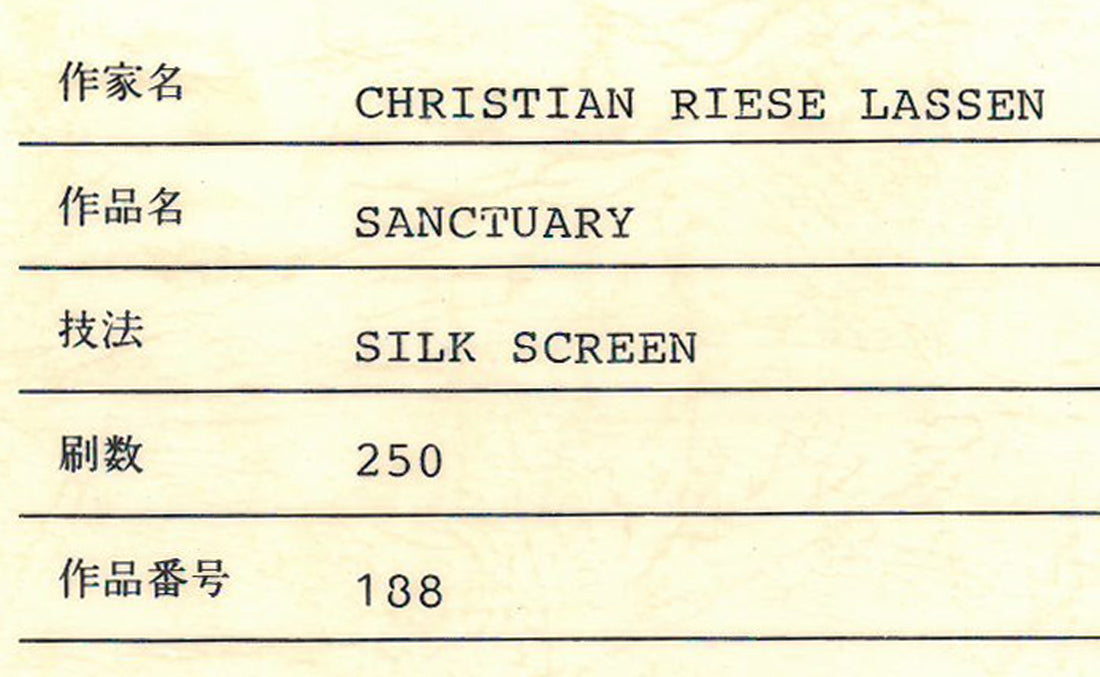 作家名 CHRISTIAN RIESE LASSEN
作品名 SANCTUARY
技法 SILK SCREEN
刷数 250
作品番号 188